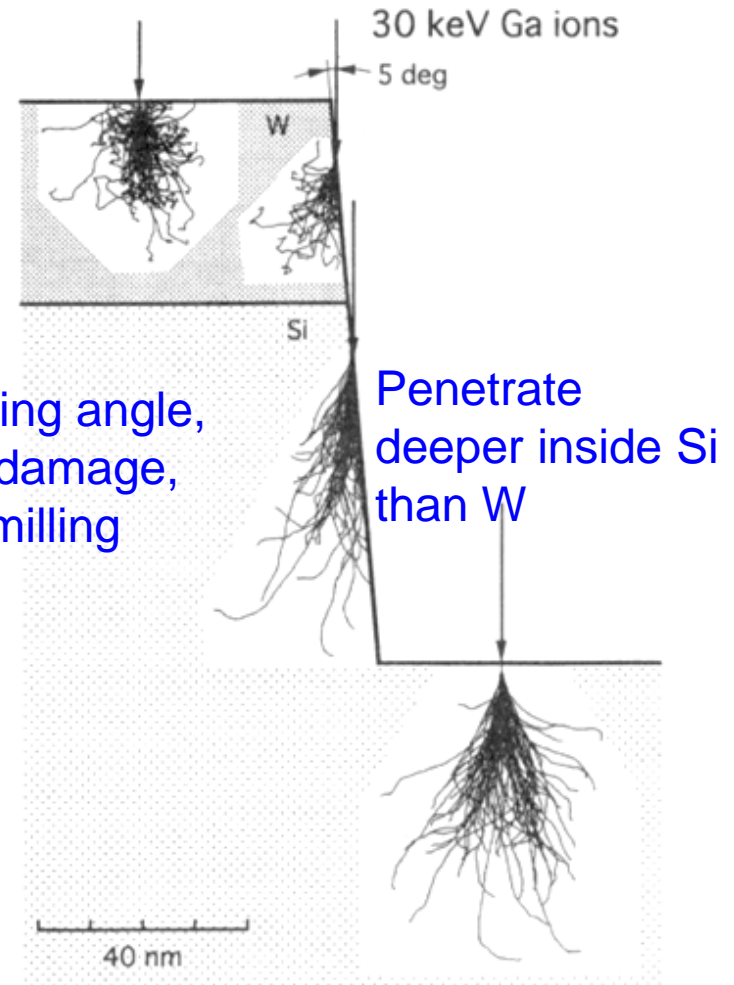 30 keV Ga ions
5 deg
W
Si
ing angle,
damage,
milling
Penetrate
deeper inside Si
than W
40 nm